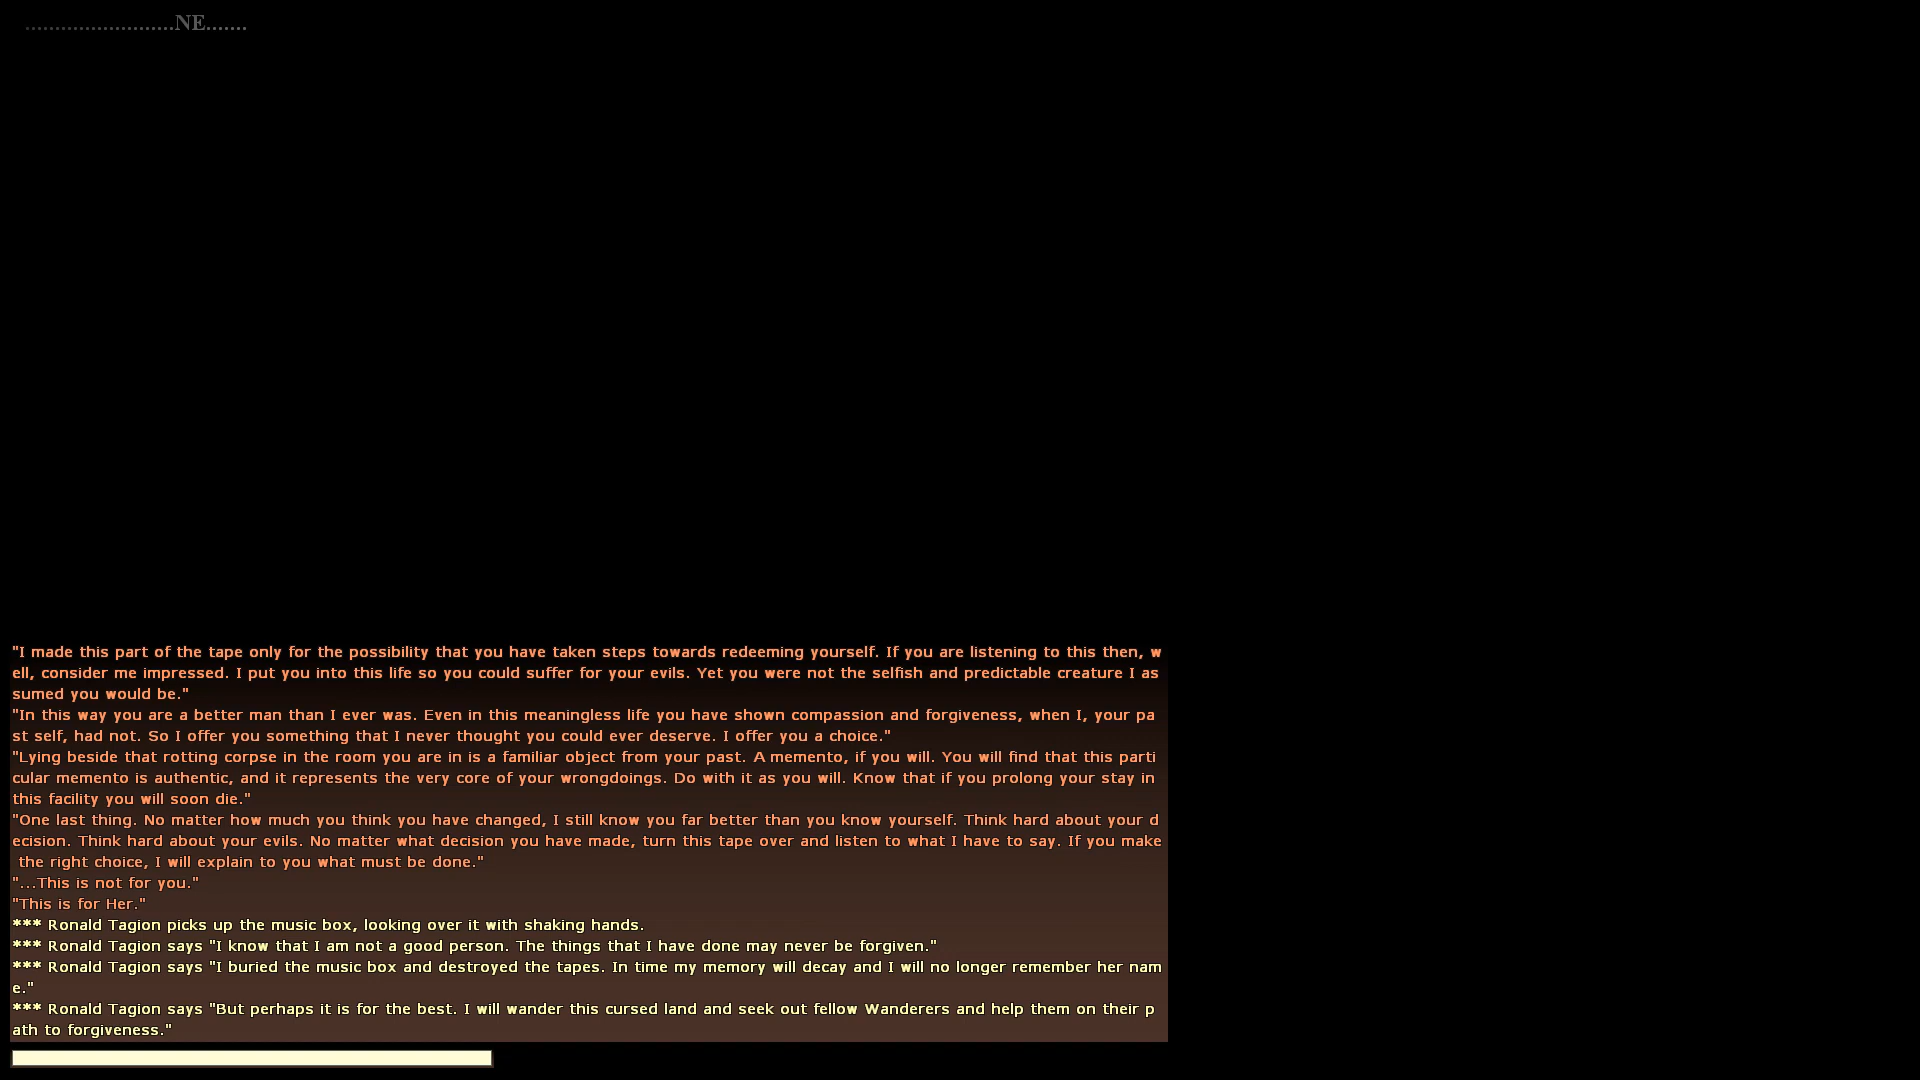 .........................NE.......
"I made this part of the tape only for the possibility that you have taken steps towards redeeming yourself. If you are listening to this then, w
ell, consider me impressed. I put you into this life so you could suffer for your evils. Yet you were not the selfish and predictable creature I as
sumed you would be."
"In this way you are a better man than I ever was. Even in this meaningless life you have shown compassion and forgiveness, when I, your pa
st self, had not. So I offer you something that I never thought you could ever deserve. I offer you a choice."
"Lying beside that rotting corpse in the room you are in is a familiar object from your past. A memento, if you will. You will find that this parti
cular memento is authentic, and it represents the very core of your wrongdoings. Do with it as you will. Know that if you prolong your stay in
this facility you will soon die."
"One last thing. No matter how much you think you have changed, I still know you far better than you know yourself. Think hard about your d
ecision. Think hard about your evils. No matter what decision you have made, turn this tape over and listen to what I have to say. If you make
the right choice, I will explain to you what must be done."
"...This is not for you."
"This is for Her."
*** Ronald Tagion picks up the music box, looking over it with shaking hands.
*** Ronald Tagion says "I know that I am not a good person. The things that I have done may never be forgiven."
*** Ronald Tagion says "I buried the music box and destroyed the tapes. In time my memory will decay and I will no longer remember her nam
e."
*** Ronald Tagion says "But perhaps it is for the best. I will wander this cursed land and seek out fellow Wanderers and help them on their p
ath to forgiveness."